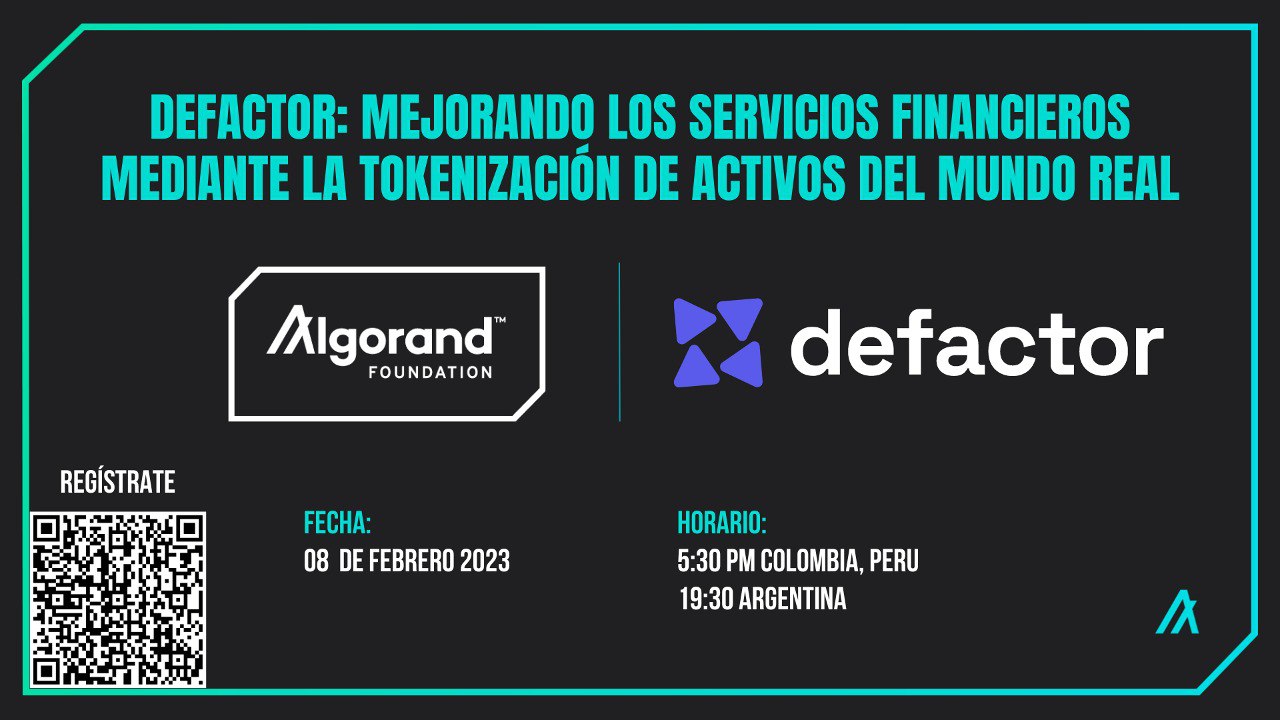 DEFACTOR: MEJORANDO LOS SERVICIOS FINANCIEROS
MEDIANTE LA TOKENIZACIÓN DE ACTIVOS DEL MUNDO REAL
Algorand™
FOUNDATION
defactor
REGÍSTRATE
FECHA:
08 DE FEBRERO 2023
HORARIO:
5:30 PM COLOMBIA, PERU
19:30 ARGENTINA